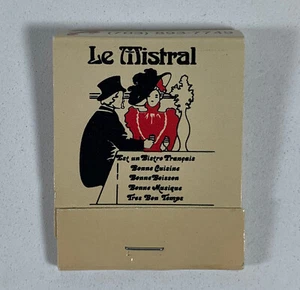 Le Mistral
Est un Bistro Français
Bonne Cuisine
Bonne Boisson
Bonne Musique
Tres Bon Temps